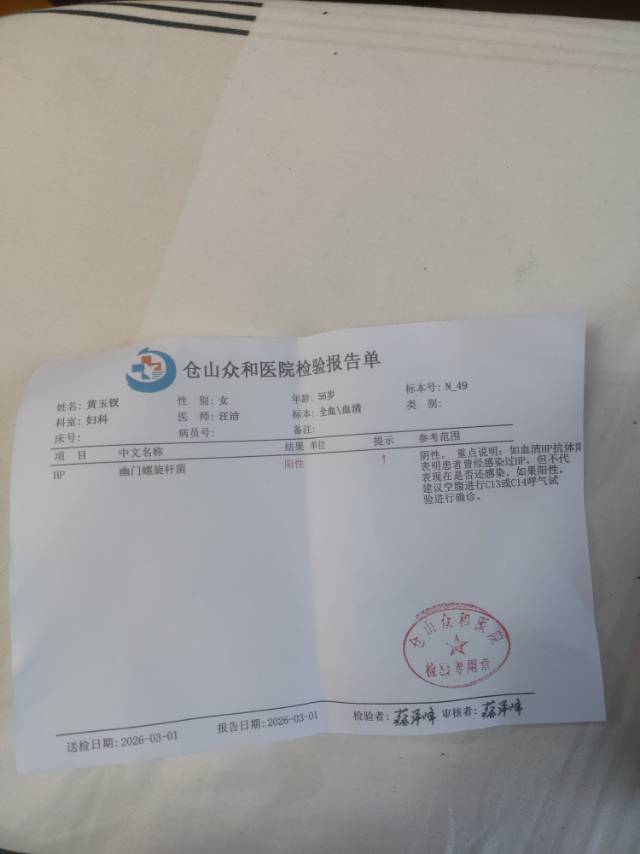 仓山众和医院检验报告单
姓名: 黄玉钗 性 别: 女 年龄: 56岁 标本号: N_49
科室: 妇科 医 师: 汪洁 标本: 全血\血清 类 别:
床号: 病员号: 备注:
项 目 中文名称 结果 单位 提示 参考范围
HP 幽门螺旋杆菌 阳性 ↑ 阴性。 重点说明: 如血清HP抗体阳
表明患者曾经感染过HP, 但不代
表现在是否还感染。如果阳性,
建议空腹进行C13或C14呼气试
验进行确诊。
仓山众和医院
检验专用章
送检日期: 2026-03-01 报告日期: 2026-03-01 检验者: 审核者: